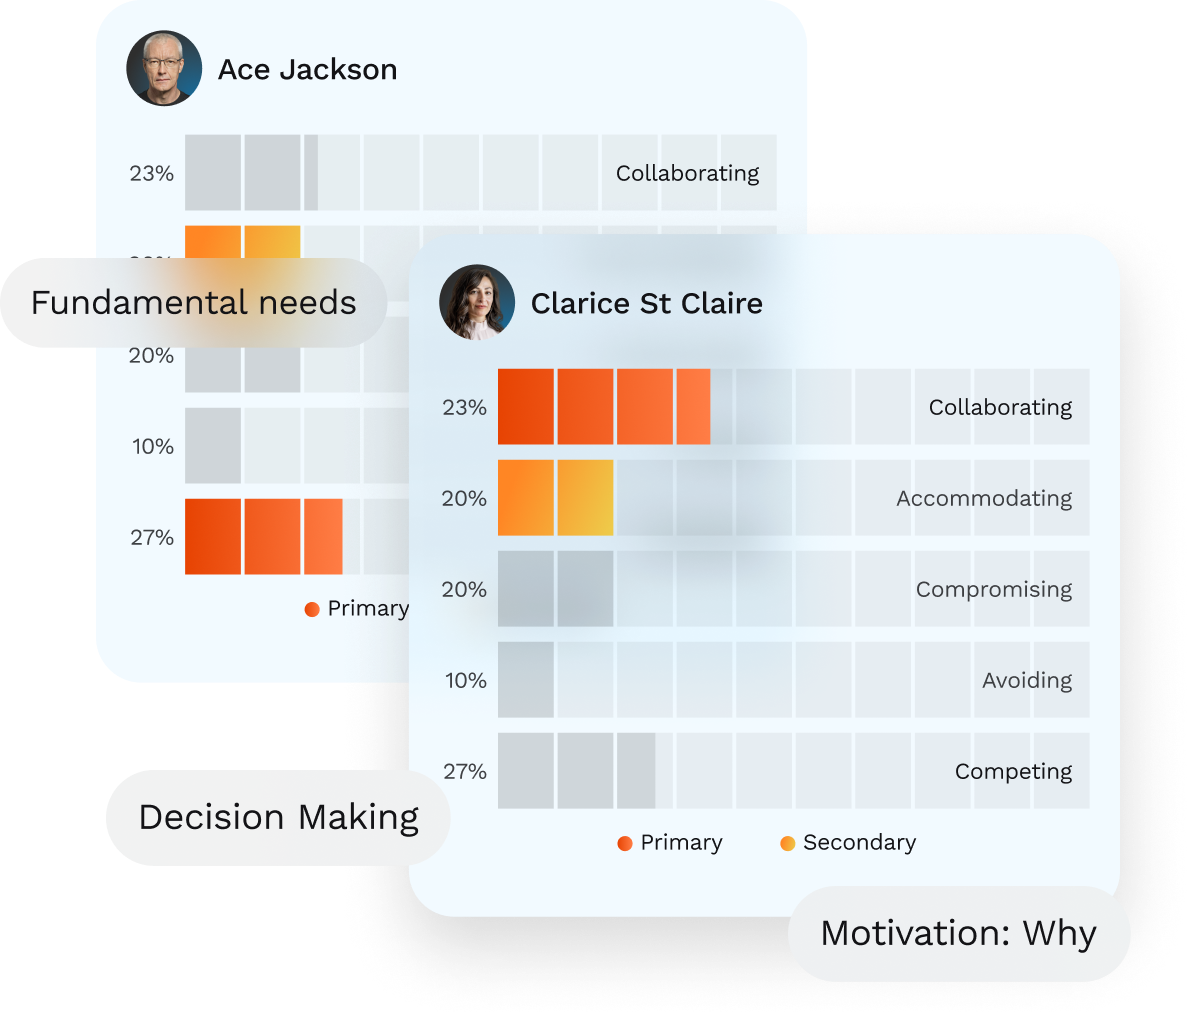 Ace Jackson
23%
Collaborating
Fundamental needs
20%
10%
27%
Primary
Clarice St Claire
23%
Collaborating
20%
Accommodating
20%
Compromising
10%
Avoiding
27%
Competing
Primary
Secondary
Decision Making
Motivation: Why